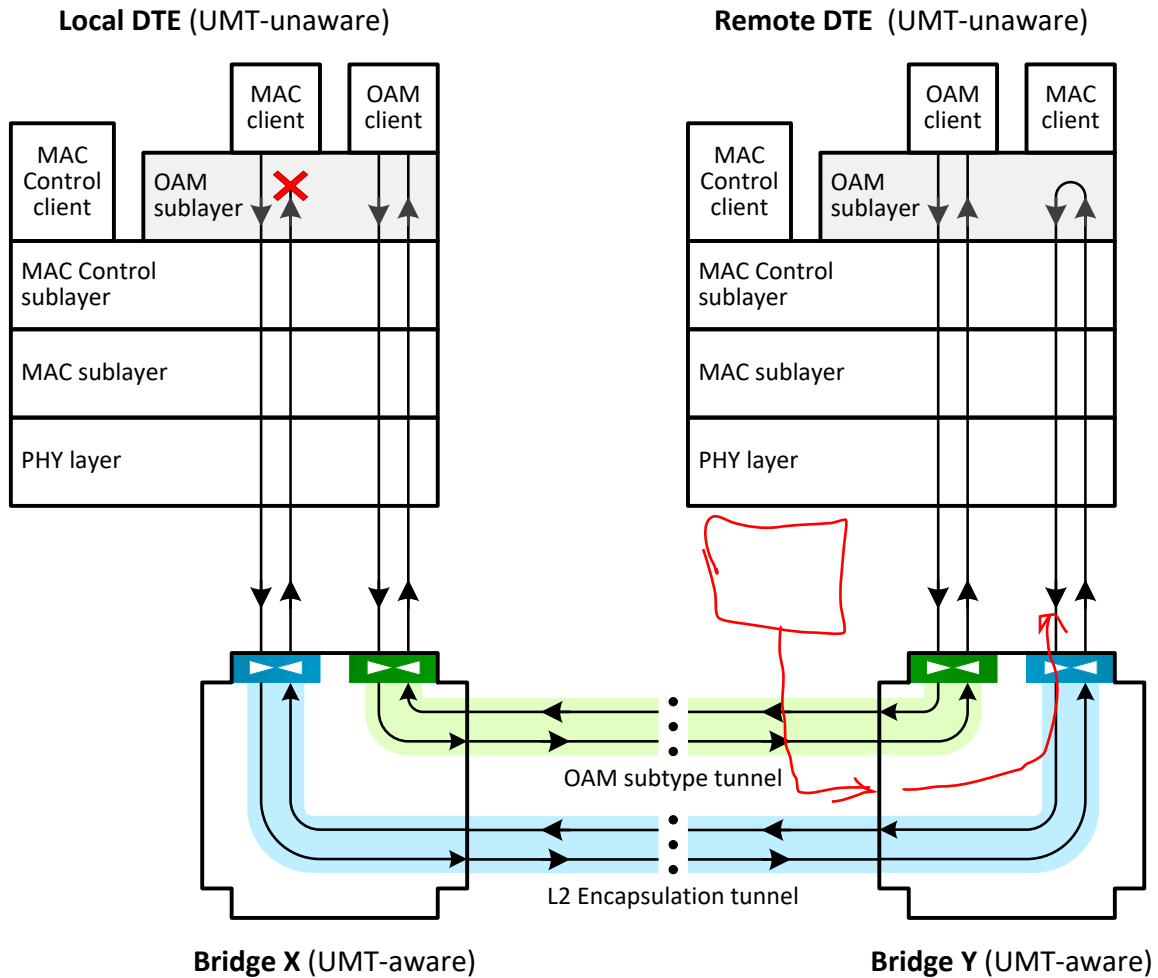 Local DTE (UMT-unaware)
Remote DTE (UMT-unaware)
MAC
client
OAM
client
MAC
Control
client
OAM
sublayer
MAC Control
sublayer
MAC sublayer
PHY layer
OAM
client
MAC
client
MAC
Control
client
OAM
sublayer
MAC Control
sublayer
MAC sublayer
PHY layer
OAM subtype tunnel
L2 Encapsulation tunnel
Bridge X (UMT-aware)
Bridge Y (UMT-aware)